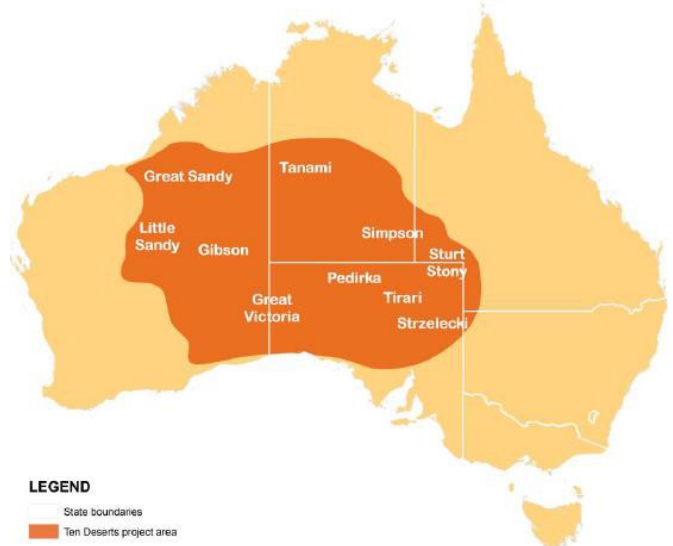 Great Sandy
Tanami
Little
Sandy
Gibson
Simpson
Sturt
Stony
Pedirka
Tirari
Great
Victoria
Strzelecki
LEGEND
State boundaries
Ten Deserts project area